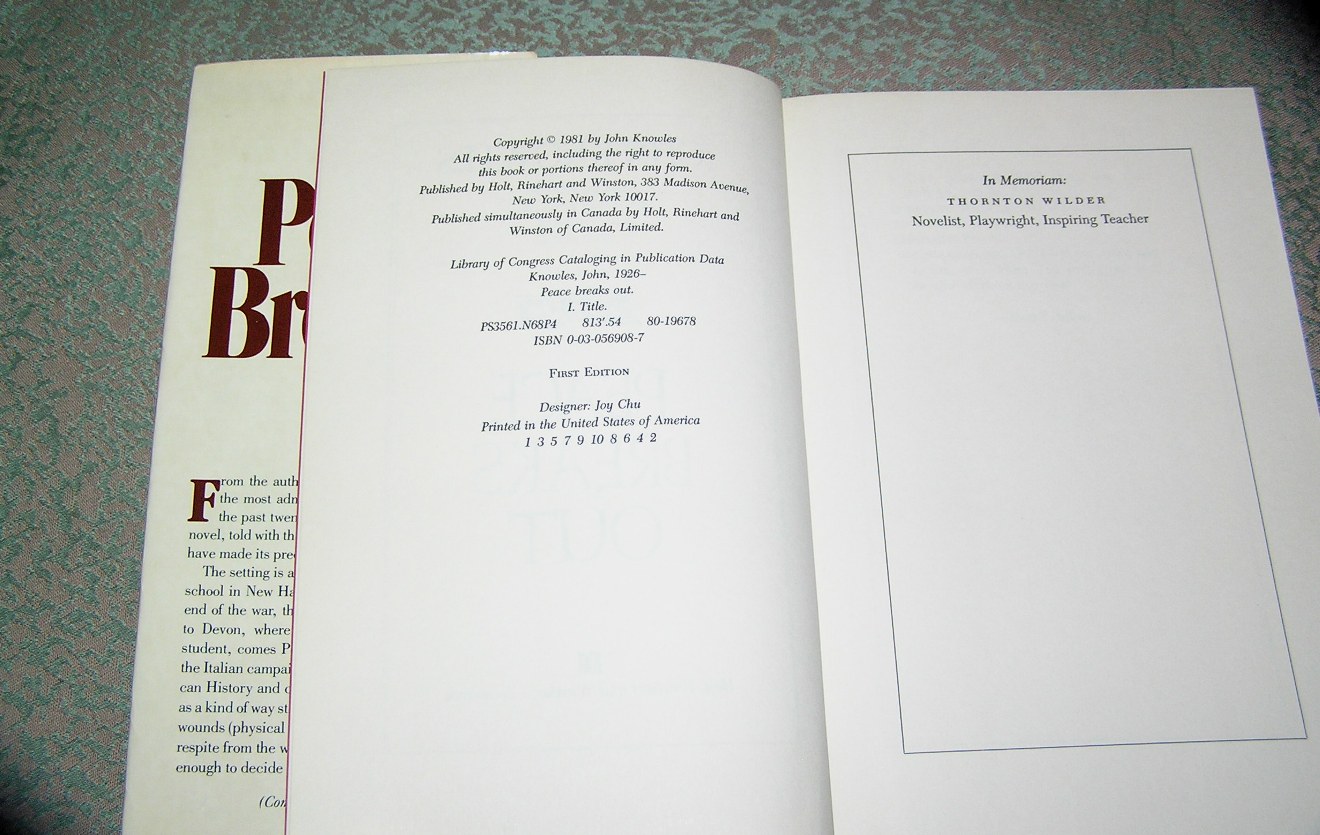 P
Bre
From the auth
the most adm
the past twen
novel, told with th
have made its pre
The setting is a
school in New Ha
end of the war, th
to Devon, where
student, comes P
the Italian campai
can History and
as a kind of way st
wounds (physical
respite from the w
enough to decide
(Con
Copyright © 1981 by John Knowles
All rights reserved, including the right to reproduce
this book or portions thereof in any form.
Published by Holt, Rinehart and Winston, 383 Madison Avenue,
New York, New York 10017.
Published simultaneously in Canada by Holt, Rinehart and
Winston of Canada, Limited.
Library of Congress Cataloging in Publication Data
Knowles, John, 1926–
Peace breaks out.
I. Title.
PS3561.N68P4 813'.54 80-19678
ISBN 0-03-056908-7
First Edition
Designer: Joy Chu
Printed in the United States of America
1 3 5 7 9 10 8 6 4 2
In Memoriam:
THORNTON WILDER
Novelist, Playwright, Inspiring Teacher